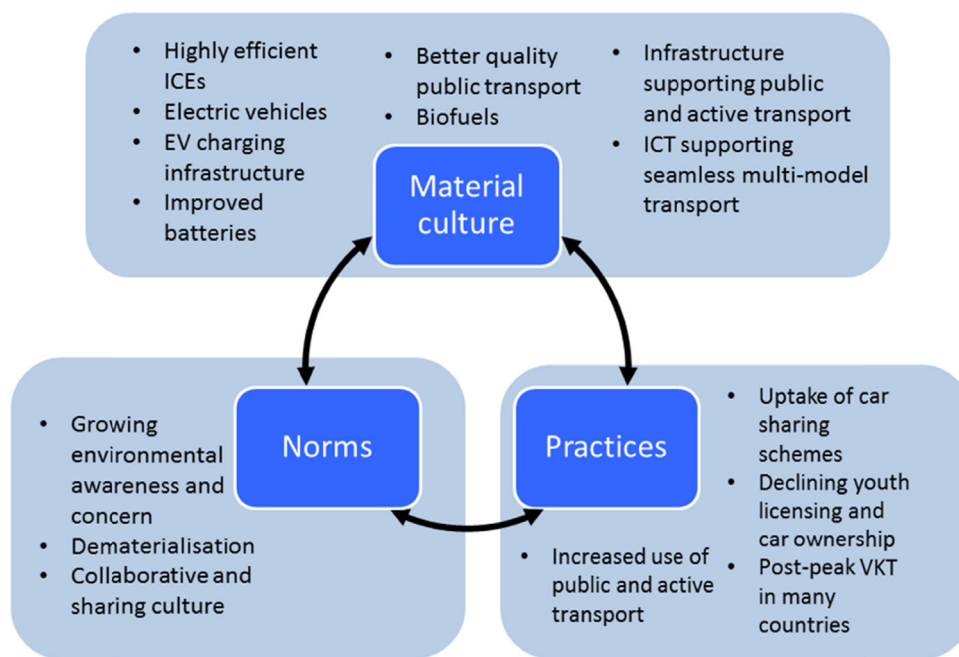 • Highly efficient
ICEs
• Electric vehicles
• EV charging
infrastructure
• Improved
batteries
• Better quality
public transport
• Biofuels
• Infrastructure
supporting public
and active transport
• ICT supporting
seamless multi-model
transport
Material
culture
Norms
• Growing
environmental
awareness and
concern
• Dematerialisation
• Collaborative and
sharing culture
Practices
• Increased use of
public and active
transport
• Uptake of car
sharing
schemes
• Declining youth
licensing and
car ownership
• Post-peak VKT
in many
countries